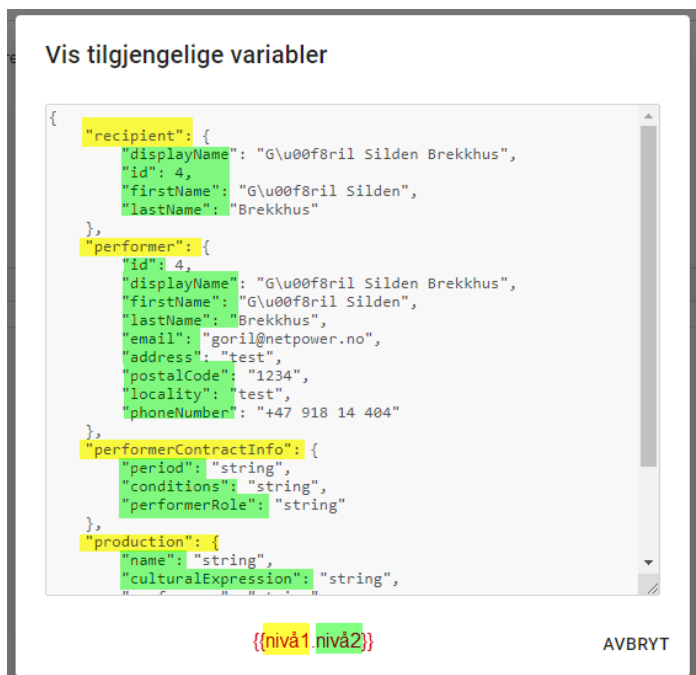 re
Vis tilgjengelige variabler
{
"recipient": {
"displayName": "G\u00f8ril Silden Brekkhus",
"id": 4,
"firstName": "G\u00f8ril Silden",
"lastName": "Brekkhus"
},
"performer": {
"id": 4,
"displayName": "G\u00f8ril Silden Brekkhus",
"firstName": "G\u00f8ril Silden",
"lastName": "Brekkhus",
"email": "goril@netpower.no",
"address": "test",
"postalCode": "1234",
"locality": "test",
"phoneNumber": "+47 918 14 404"
},
"performerContractInfo": {
"period": "string",
"conditions": "string",
"performerRole": "string"
},
"production": {
"name": "string",
"culturalExpression": "string",
{{nivå1.nivå2}}
AVBRYT